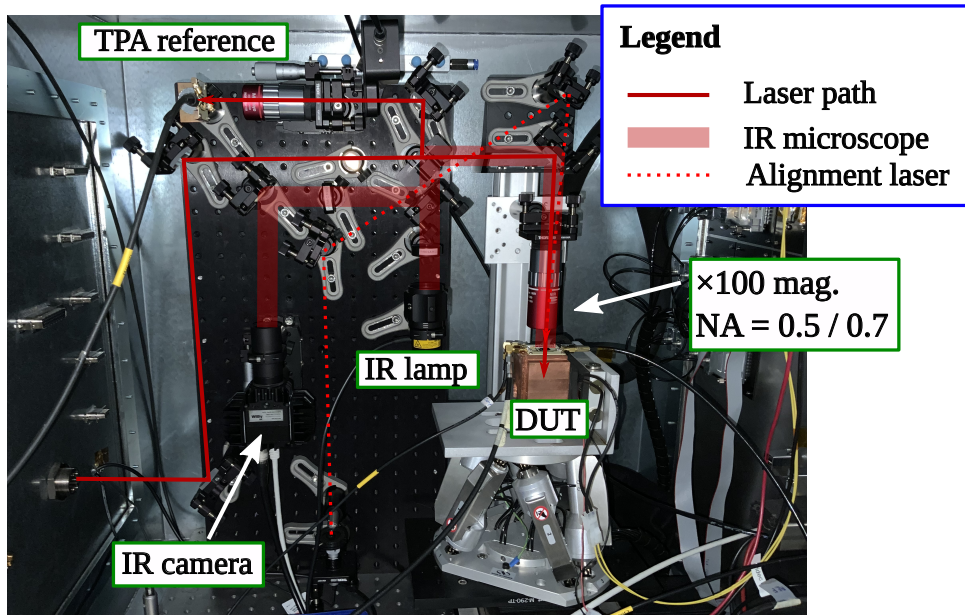 TPA reference
Legend
Laser path
IR microscope
Alignment laser
×100 mag.
NA = 0.5 / 0.7
IR lamp
DUT
IR camera